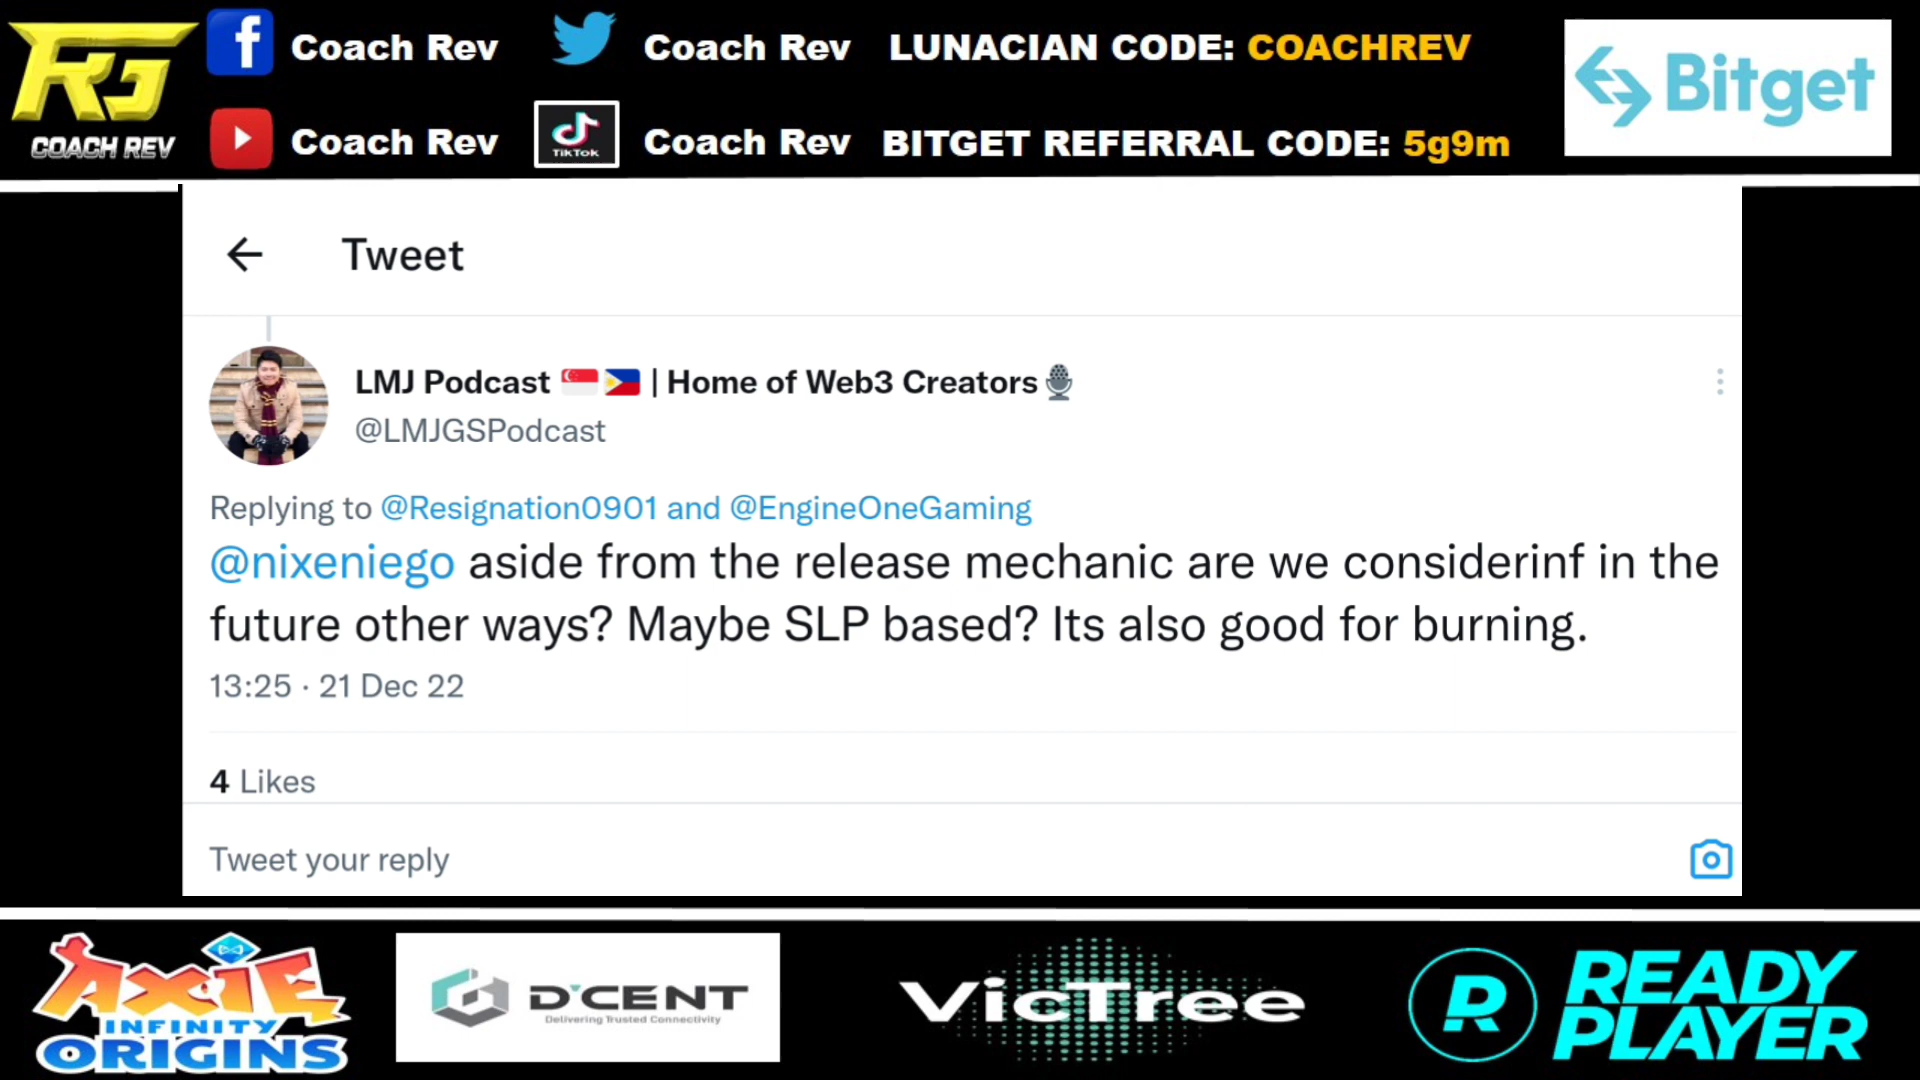 RG
COACH REV
f Coach Rev
Coach Rev
LUNACIAN CODE: COACHREV
Coach Rev
TikTok
Coach Rev
BITGET REFERRAL CODE: 5g9m
Bitget
Tweet
LMJ Podcast 🇸🇬🇵🇭 | Home of Web3 Creators🎙
@LMJGSPodcast
Replying to @Resignation0901 and @EngineOneGaming
@nixeniego aside from the release mechanic are we considerinf in the
future other ways? Maybe SLP based? Its also good for burning.
13:25 · 21 Dec 22
4 Likes
Tweet your reply
AXIE
INFINITY
ORIGINS
D'CENT
Delivering Trusted Connectivity
VicTree
R
READY
PLAYER